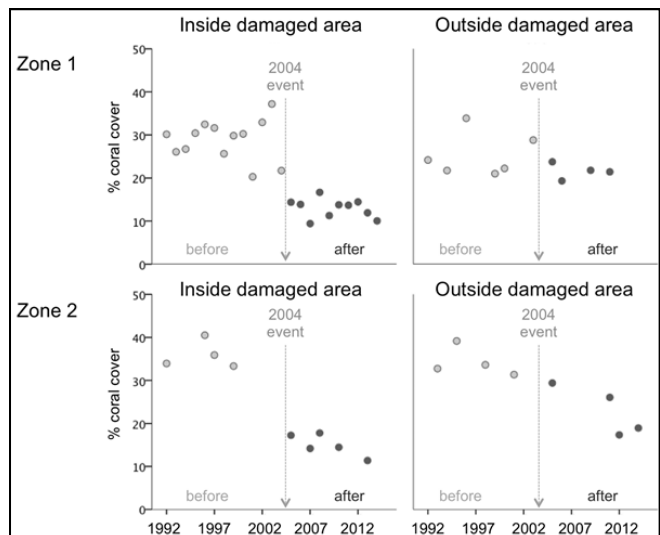 Inside damaged area Outside damaged area
Zone 1
50
40
30
20
10
0
% coral cover
2004
event
before
after
2004
event
before
after
Zone 2
Inside damaged area Outside damaged area
50
40
30
20
10
0
% coral cover
2004
event
before
after
2004
event
before
after
1992 1997 2002 2007 2012
1992 1997 2002 2007 2012